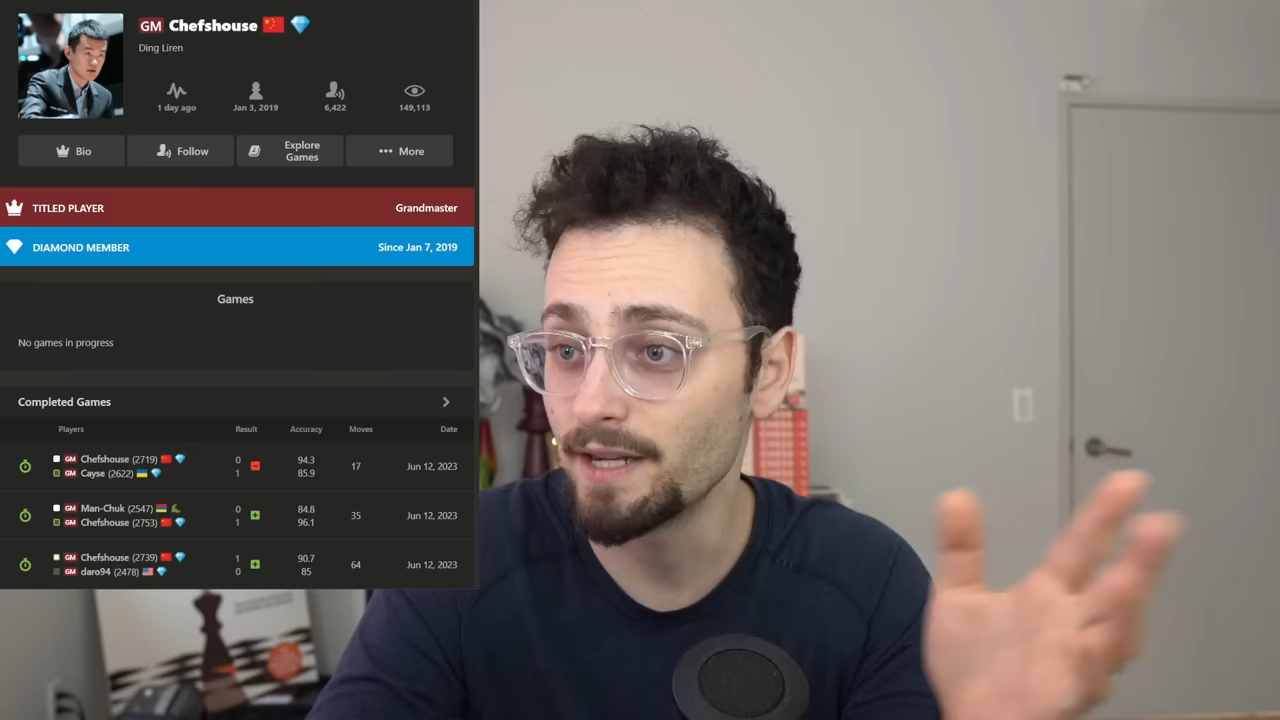 GM Chefshouse
Ding Liren
1 day ago
Jan 3, 2019
6,422
149,113
Bio
Follow
Explore Games
More
TITLED PLAYER Grandmaster
DIAMOND MEMBER Since Jan 7, 2019
Games
No games in progress
Completed Games
Players Result Accuracy Moves Date
GM Chefshouse (2719) 0 94.3 17 Jun 12, 2023
GM Cayse (2622) 1 85.9
GM Man-Chuk (2547) 0 84.8 35 Jun 12, 2023
GM Chefshouse (2753) 1 96.1
GM Chefshouse (2739) 1 90.7 64 Jun 12, 2023
GM daro94 (2478) 0 85